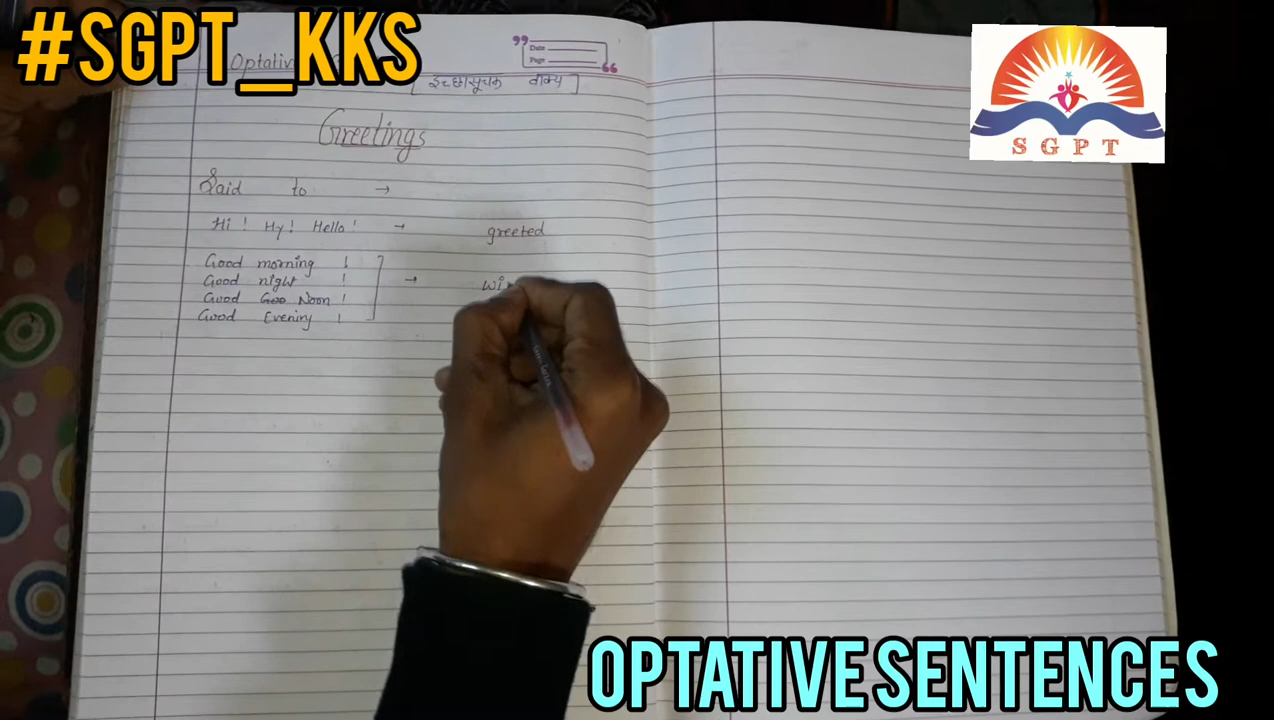 #SGPT_KKS
Date
Page
SGPT
[ इच्छासूचक वाक्य ]
Greetings
Said to →
Hi ! Hy! Hello ! → greeted
Good morning !
Good night ! →
Good Goo Noon !
Good Evening !
OPTATIVE SENTENCES